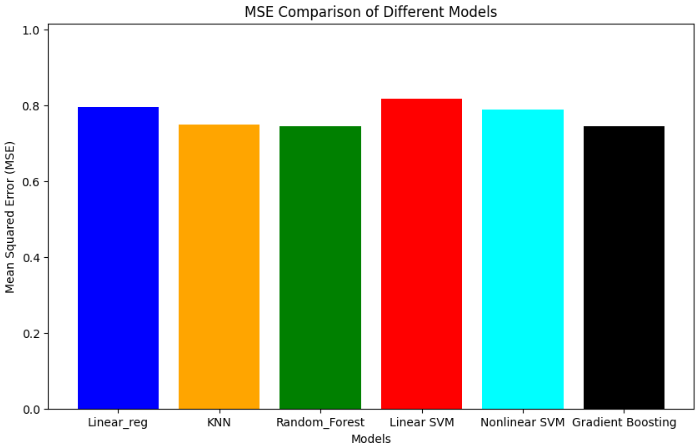 MSE Comparison of Different Models
Mean Squared Error (MSE)
1.0
0.8
0.6
0.4
0.2
0.0
Linear_reg KNN Random_Forest Linear SVM Nonlinear SVM Gradient Boosting
Models